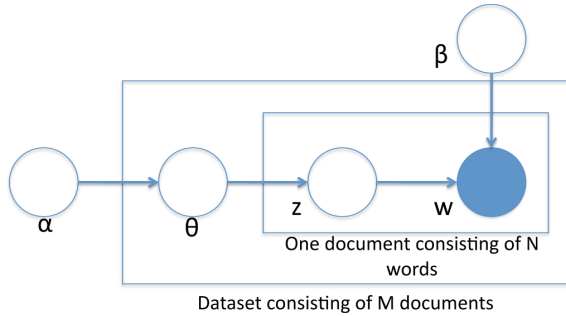 β
α
θ
z
w
One document consisting of N
words
Dataset consisting of M documents